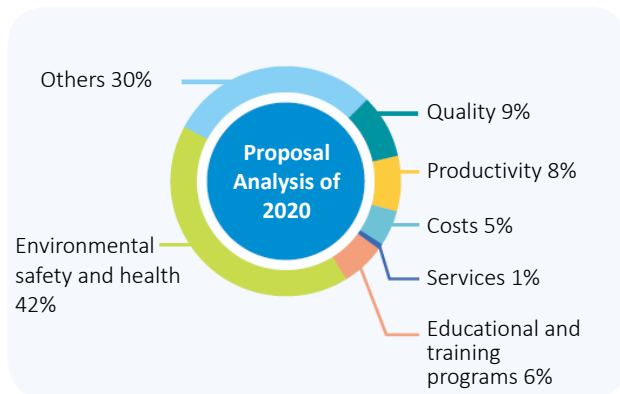 Others 30%
Quality 9%
Proposal
Analysis of
2020
Productivity 8%
Costs 5%
Environmental
safety and health
42%
Services 1%
Educational and
training
programs 6%